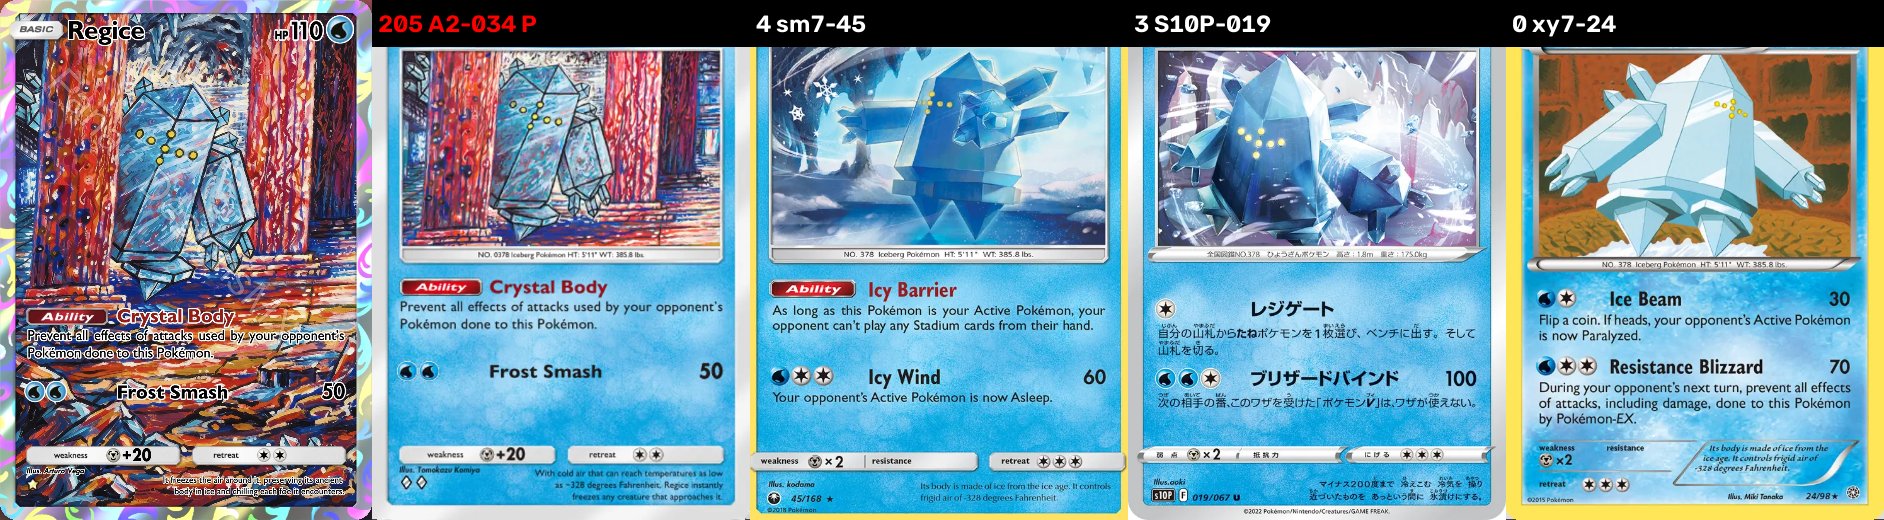 BASIC Regice HP110
Ability Crystal Body
Prevent all effects of attacks used by your opponent's
Pokémon done to this Pokémon.
Frost Smash 50
weakness +20 retreat
Illus.
It freezes the air around it, preserving its ancient
body in ice and chilling each foe it encounters.
205 A2-034 P
NO. 0378 Iceberg Pokémon HT: 5'11" WT: 385.8 lbs.
Ability Crystal Body
Prevent all effects of attacks used by your opponent's
Pokémon done to this Pokémon.
Frost Smash 50
weakness +20 retreat
Illus. Tomokazu Komiya
With cold air that can reach temperatures as low
as -328 degrees Fahrenheit, Regice instantly
freezes any creature that approaches it.
4 sm7-45
NO. 378 Iceberg Pokémon HT: 5'11" WT: 385.8 lbs.
Ability Icy Barrier
As long as this Pokémon is your Active Pokémon, your
opponent can't play any Stadium cards from their hand.
Icy Wind 60
Your opponent's Active Pokémon is now Asleep.
weakness ×2 resistance retreat
Illus. kodama
Its body is made of ice from the ice age. It controls
frigid air of -328 degrees Fahrenheit.
45/168 ★
©2018 Pokémon
3 S10P-019
全国図鑑NO.378 ひょうざんポケモン 高さ:1.8m 重さ:175.0kg
レジゲート
自分の山札からたねポケモンを1枚選び、ベンチに出す。そして
山札を切る。
ブリザードバインド 100
次の相手の番、このワザを受けた「ポケモンV」は、ワザが使えない。
弱点 ×2 抵抗力 にげる
Illus.aoki
マイナス200度まで 冷えこむ 冷気を 操り
近づいたものを あっという間に 氷漬けにする。
S10P F 019/067 U
©2022 Pokémon/Nintendo/Creatures/GAME FREAK.
0 xy7-24
NO. 378 Iceberg Pokémon HT: 5'11" WT: 385.8 lbs.
Ice Beam 30
Flip a coin. If heads, your opponent's Active Pokémon
is now Paralyzed.
Resistance Blizzard 70
During your opponent's next turn, prevent all effects
of attacks, including damage, done to this Pokémon
by Pokémon-EX.
weakness resistance
×2
retreat
Its body is made of ice from the
ice age. It controls frigid air of
-328 degrees Fahrenheit.
©2015 Pokémon
Illus. Miki Tanaka 24/98 ★